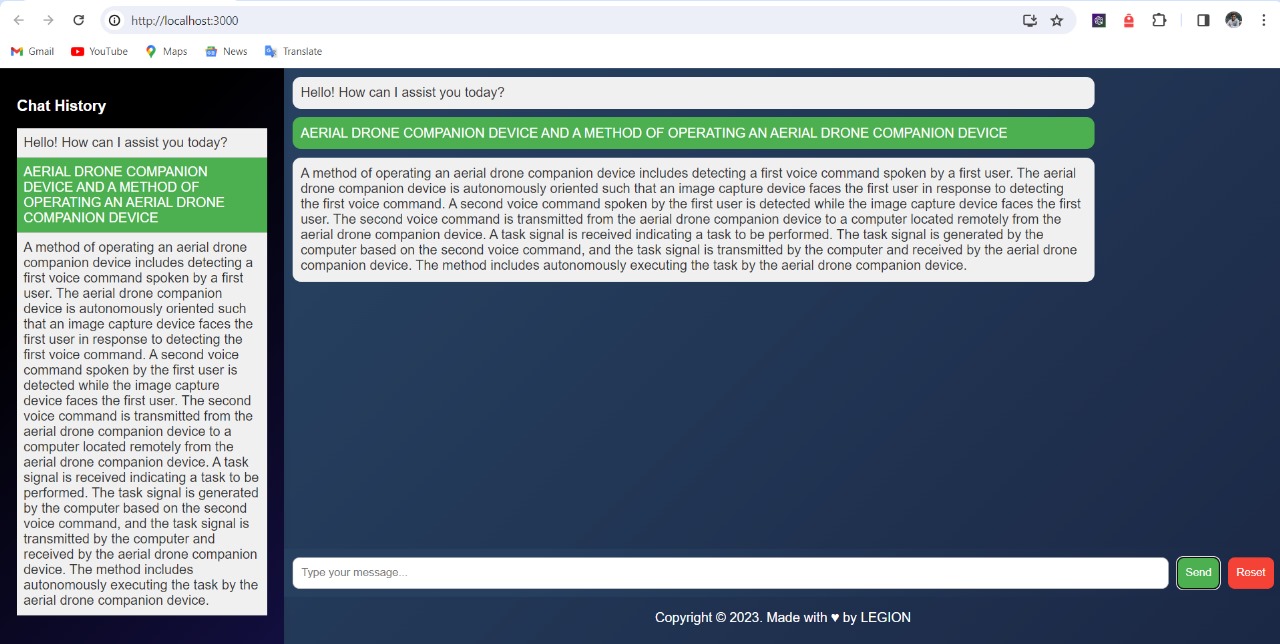 http://localhost:3000
Gmail YouTube Maps News Translate
Chat History
Hello! How can I assist you today?
AERIAL DRONE COMPANION
DEVICE AND A METHOD OF
OPERATING AN AERIAL DRONE
COMPANION DEVICE
A method of operating an aerial drone
companion device includes detecting a
first voice command spoken by a first
user. The aerial drone companion
device is autonomously oriented such
that an image capture device faces the
first user in response to detecting the
first voice command. A second voice
command spoken by the first user is
detected while the image capture
device faces the first user. The second
voice command is transmitted from the
aerial drone companion device to a
computer located remotely from the
aerial drone companion device. A task
signal is received indicating a task to be
performed. The task signal is generated
by the computer based on the second
voice command, and the task signal is
transmitted by the computer and
received by the aerial drone companion
device. The method includes
autonomously executing the task by the
aerial drone companion device.
Hello! How can I assist you today?
AERIAL DRONE COMPANION DEVICE AND A METHOD OF OPERATING AN AERIAL DRONE COMPANION DEVICE
A method of operating an aerial drone companion device includes detecting a first voice command spoken by a first user. The aerial
drone companion device is autonomously oriented such that an image capture device faces the first user in response to detecting
the first voice command. A second voice command spoken by the first user is detected while the image capture device faces the first
user. The second voice command is transmitted from the aerial drone companion device to a computer located remotely from the
aerial drone companion device. A task signal is received indicating a task to be performed. The task signal is generated by the
computer based on the second voice command, and the task signal is transmitted by the computer and received by the aerial drone
companion device. The method includes autonomously executing the task by the aerial drone companion device.
Type your message...
Send
Reset
Copyright © 2023. Made with ♥ by LEGION